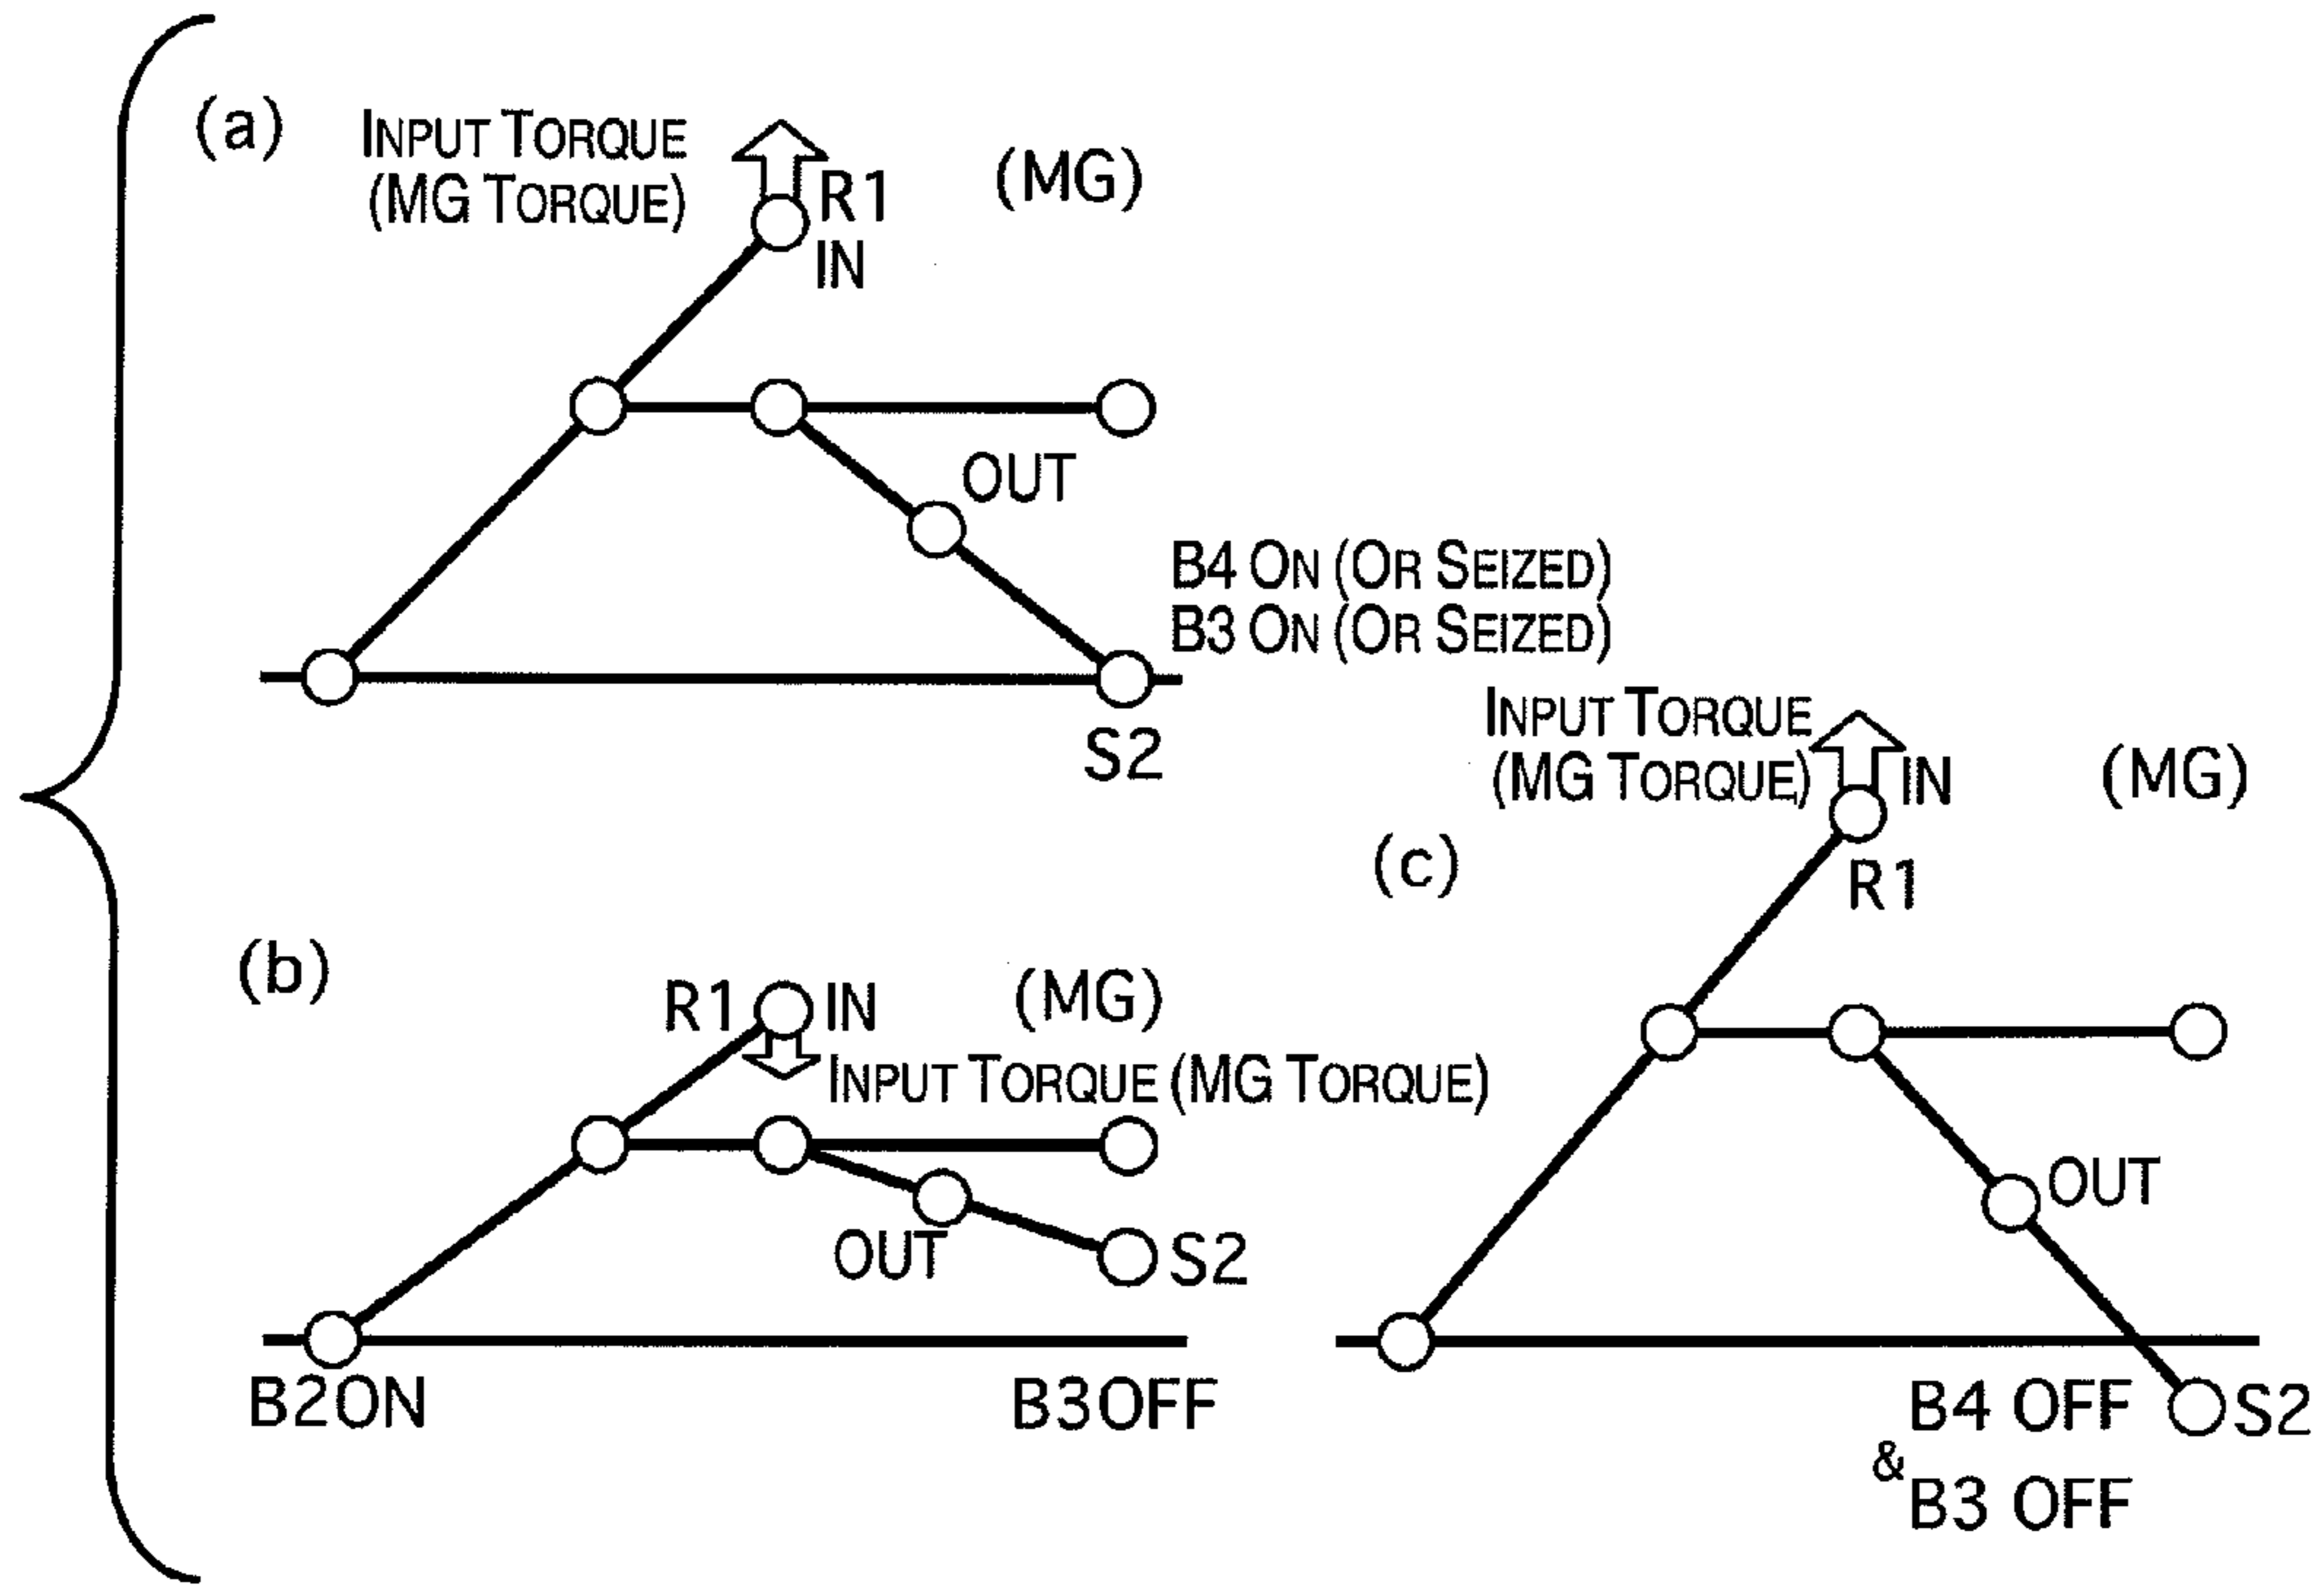 (a)
INPUT TORQUE
(MG TORQUE)
R1
IN
(MG)
OUT
B4 ON (OR SEIZED)
B3 ON (OR SEIZED)
S2
(b)
R1
IN
(MG)
INPUT TORQUE (MG TORQUE)
OUT
S2
B2ON
B3OFF
(c)
INPUT TORQUE
(MG TORQUE)
IN
(MG)
R1
OUT
B4 OFF
&
B3 OFF
S2